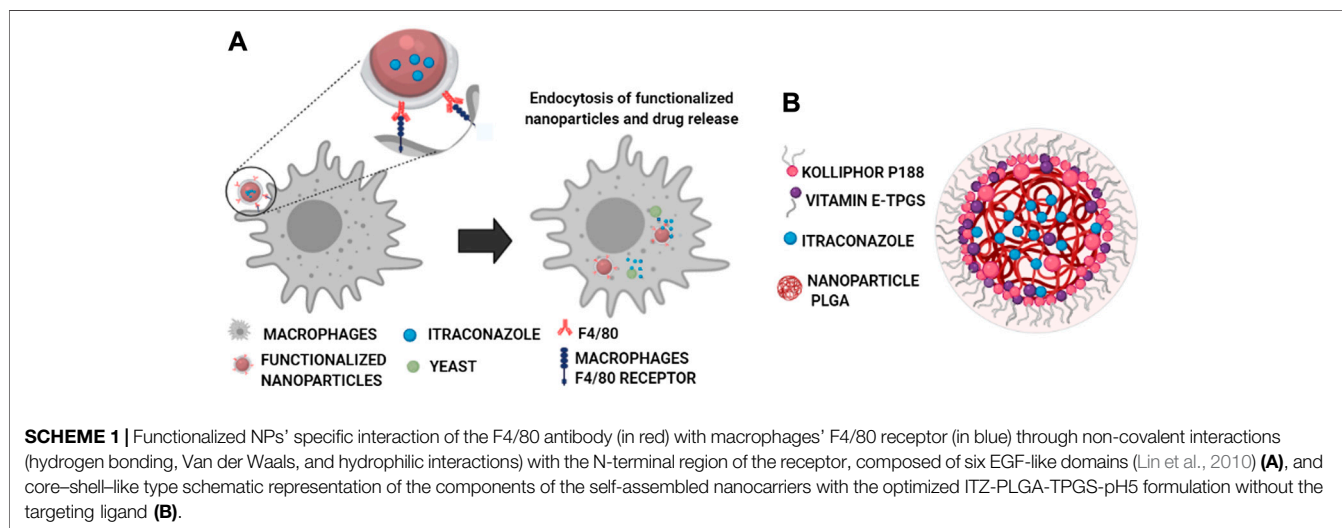 A
Endocytosis of functionalized
nanoparticles and drug release
MACROPHAGES
FUNCTIONALIZED
NANOPARTICLES
ITRACONAZOLE
YEAST
F4/80
MACROPHAGES
F4/80 RECEPTOR
B
KOLLIPHOR P188
VITAMIN E-TPGS
ITRACONAZOLE
NANOPARTICLE
PLGA
SCHEME 1 | Functionalized NPs’ specific interaction of the F4/80 antibody (in red) with macrophages’ F4/80 receptor (in blue) through non-covalent interactions
(hydrogen bonding, Van der Waals, and hydrophilic interactions) with the N-terminal region of the receptor, composed of six EGF-like domains (Lin et al., 2010) (A), and
core–shell–like type schematic representation of the components of the self-assembled nanocarriers with the optimized ITZ-PLGA-TPGS-pH5 formulation without the
targeting ligand (B).